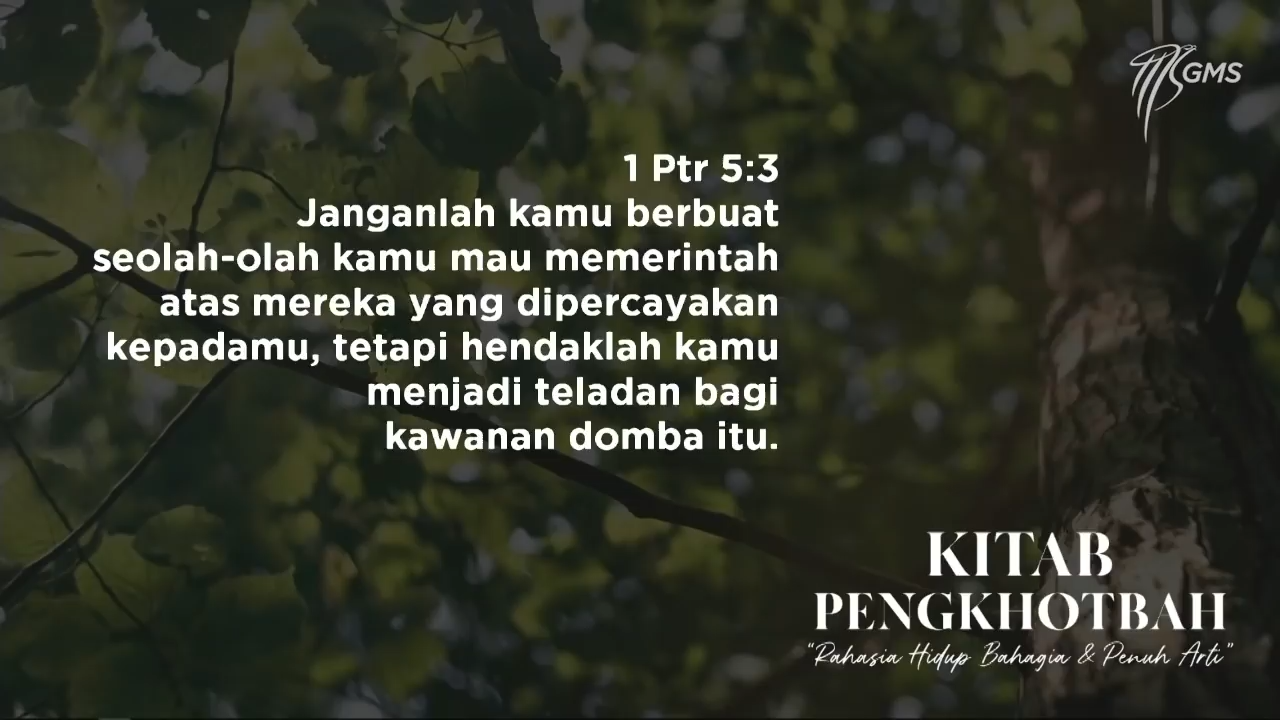 GMS
1 Ptr 5:3
Janganlah kamu berbuat
seolah-olah kamu mau memerintah
atas mereka yang dipercayakan
kepadamu, tetapi hendaklah kamu
menjadi teladan bagi
kawanan domba itu.
KITAB
PENGKHOTBAH
“Rahasia Hidup Bahagia & Penuh Arti”